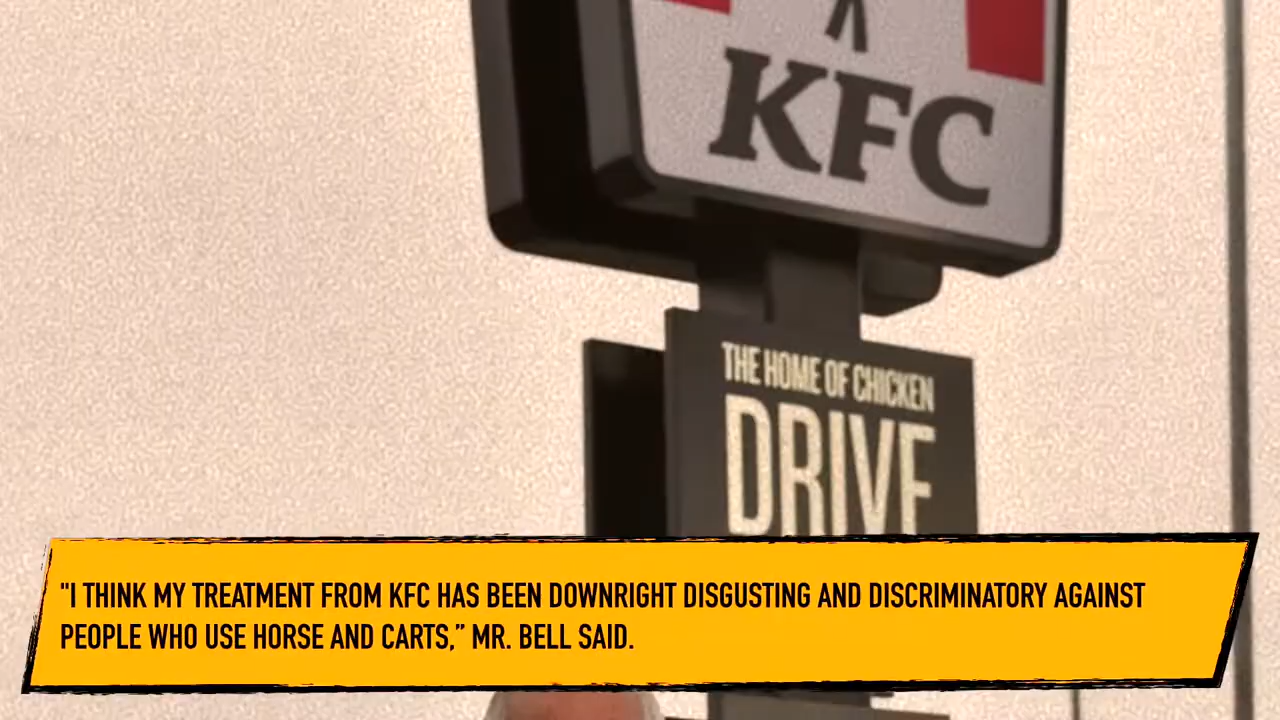 KFC
THE HOME OF CHICKEN
DRIVE
"I THINK MY TREATMENT FROM KFC HAS BEEN DOWNRIGHT DISGUSTING AND DISCRIMINATORY AGAINST
PEOPLE WHO USE HORSE AND CARTS,” MR. BELL SAID.